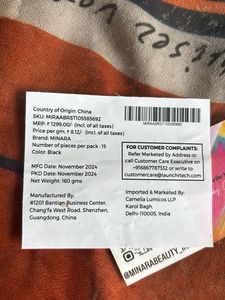 Country of Origin: China
SKU: MIRAABRST10S585692
MRP: ₹ 1299.00/- (incl. of all taxes)
Price per gm: ₹ 8.12/- (incl. of all taxes)
Brand: MINARA
Number of pieces per pack : 15
Color: Black
MFG Date: November 2024
PKD Date: November 2024
Net Weight: 160 gms
Manufactured By:
#1201 Bantian Business Center,
Chang'fa West Road, Shenzhen,
Guangdong, China
MIRAABRST10S585692
FOR CUSTOMER COMPLAINTS:
Refer Marketed by Address or
call Customer Care Executive on
+918867787332 or write to
customercare@launchrtech.com
Imported & Marketed By:
Camelia Lumicos LLP
Karol Bagh,
Delhi-110005, India
@MINARABEAUTY_IN